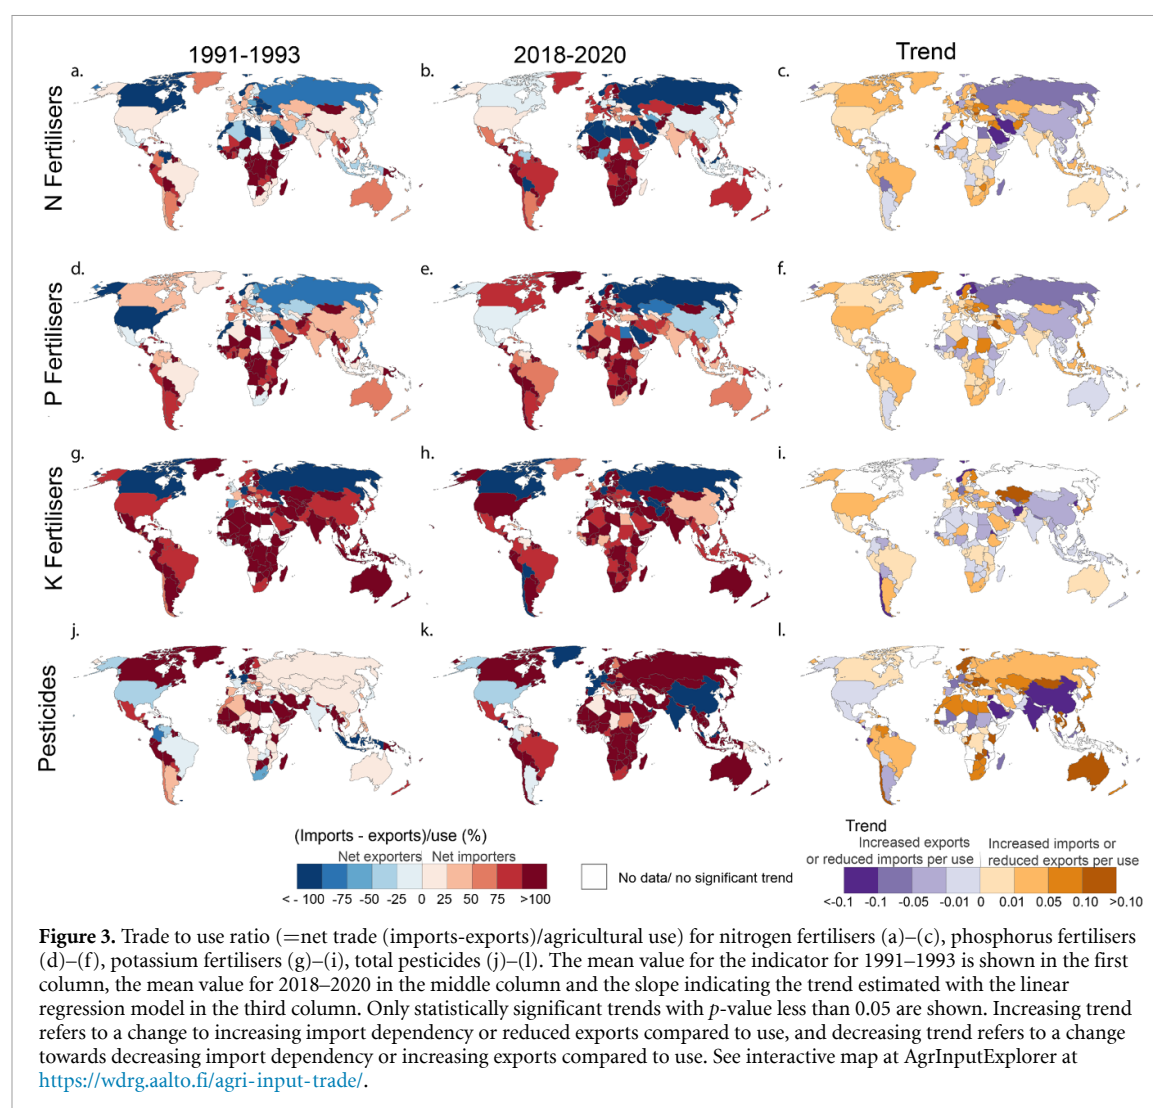 1991-1993
2018-2020
Trend
a.
b.
c.
N Fertilisers
d.
e.
f.
P Fertilisers
g.
h.
i.
K Fertilisers
j.
k.
l.
Pesticides
(Imports - exports)/use (%)
Net exporters
Net importers
< - 100 -75 -50 -25 0 25 50 75 >100
No data/ no significant trend
Trend
Increased exports
or reduced imports per use
Increased imports or
reduced exports per use
<-0.1 -0.1 -0.05 -0.01 0 0.01 0.05 0.10 >0.10
Figure 3. Trade to use ratio (=net trade (imports-exports)/agricultural use) for nitrogen fertilisers (a)–(c), phosphorus fertilisers
(d)–(f), potassium fertilisers (g)–(i), total pesticides (j)–(l). The mean value for the indicator for 1991–1993 is shown in the first
column, the mean value for 2018–2020 in the middle column and the slope indicating the trend estimated with the linear
regression model in the third column. Only statistically significant trends with p-value less than 0.05 are shown. Increasing trend
refers to a change to increasing import dependency or reduced exports compared to use, and decreasing trend refers to a change
towards decreasing import dependency or increasing exports compared to use. See interactive map at AgrInputExplorer at
https://wdrg.aalto.fi/agri-input-trade/.